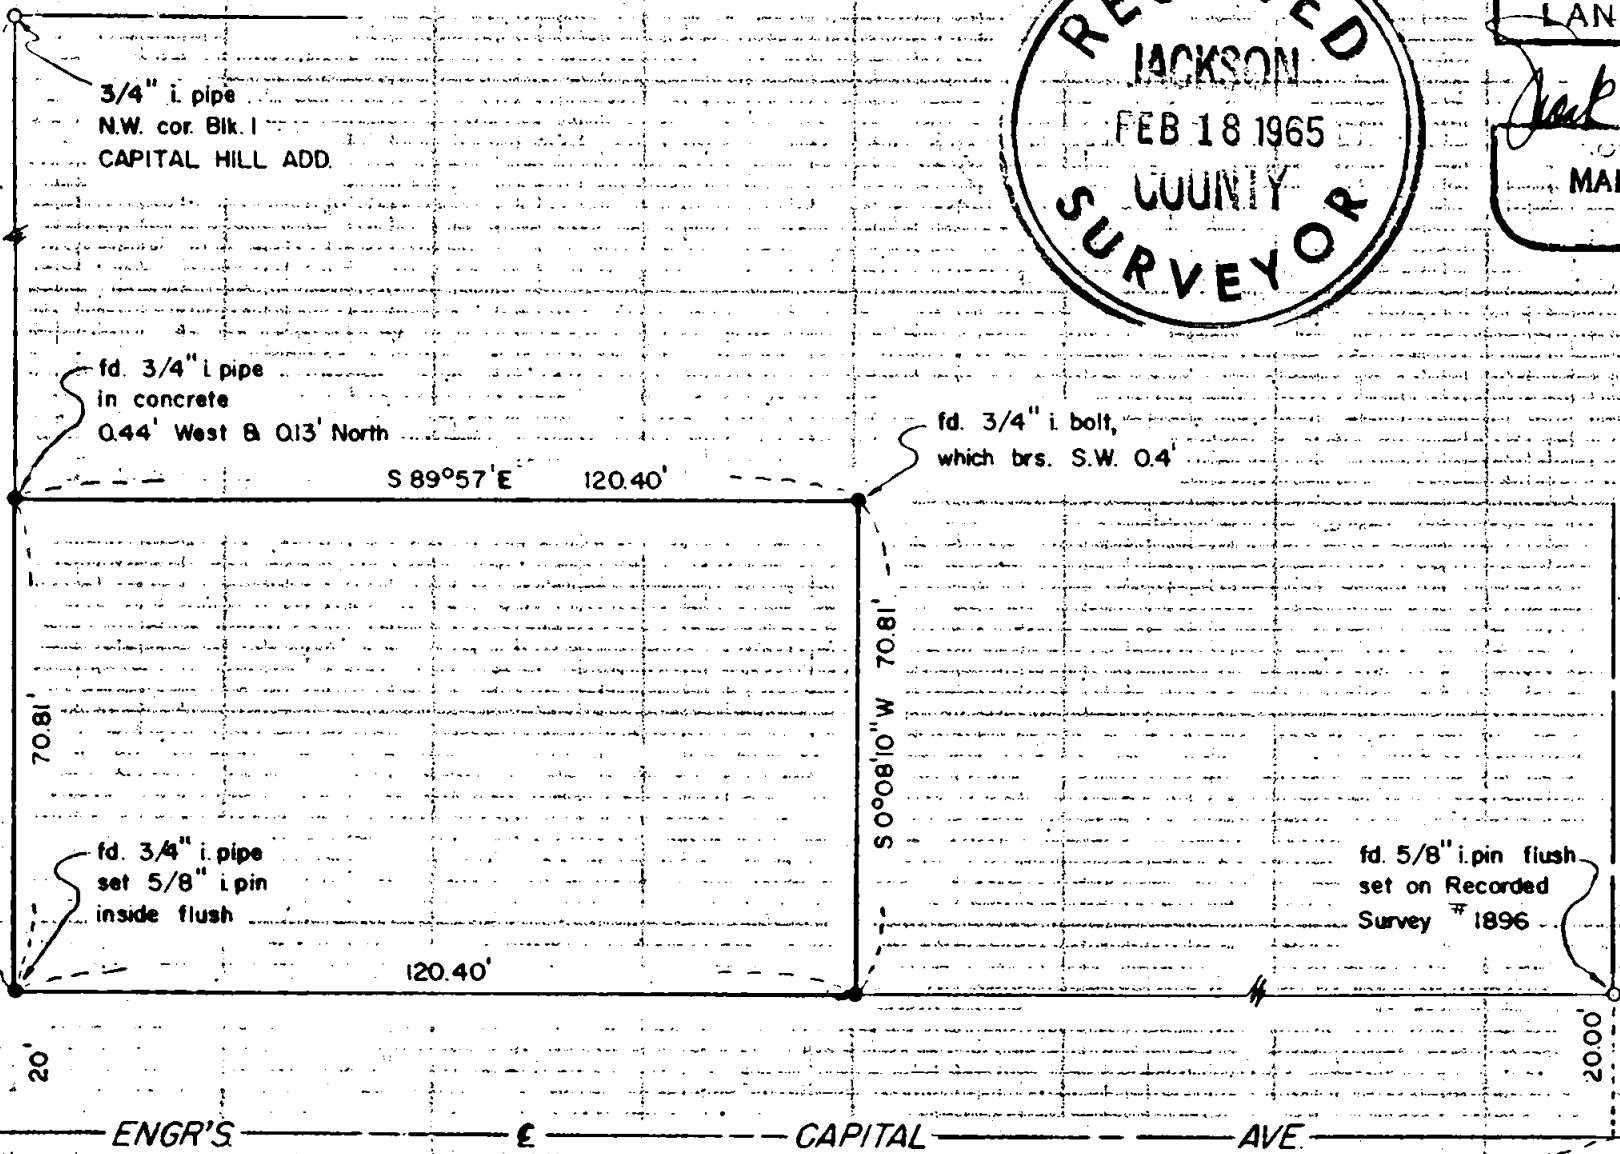 3/4" i. pipe
N.W. cor. Blk. 1
CAPITAL HILL ADD.
JACKSON
FEB 18 1965
COUNTY
SURVEYOR
fd. 3/4" i. pipe
in concrete
0.44' West & 0.13' North
fd. 3/4" i. bolt,
which brs. S.W. 0.4'
S 89°57'E 120.40'
70.81'
S 0°08'10" W 70.81'
fd. 3/4" i. pipe
set 5/8" i. pin
inside flush
fd. 5/8" i. pin flush
set on Recorded
Survey # 1896
120.40'
20'
20.00'
ENGR'S. ℄ CAPITAL AVE.